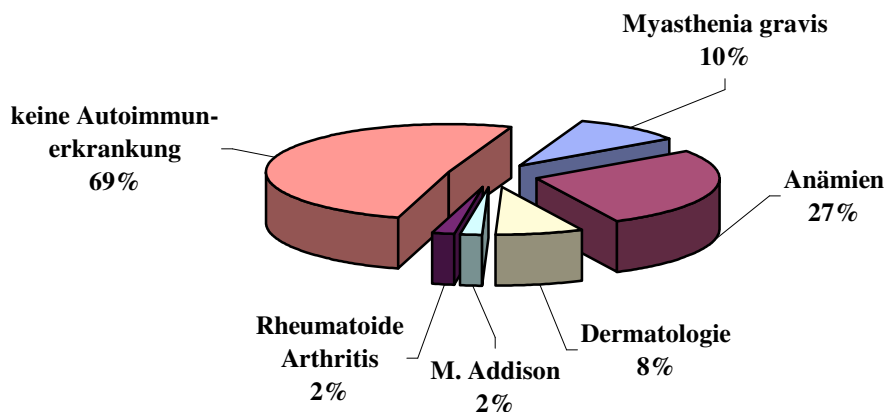 Myasthenia gravis
10%
keine Autoimmun-
erkrankung
69%
Anämien
27%
Rheumatoide
Arthritis
2%
M. Addison
2%
Dermatologie
8%